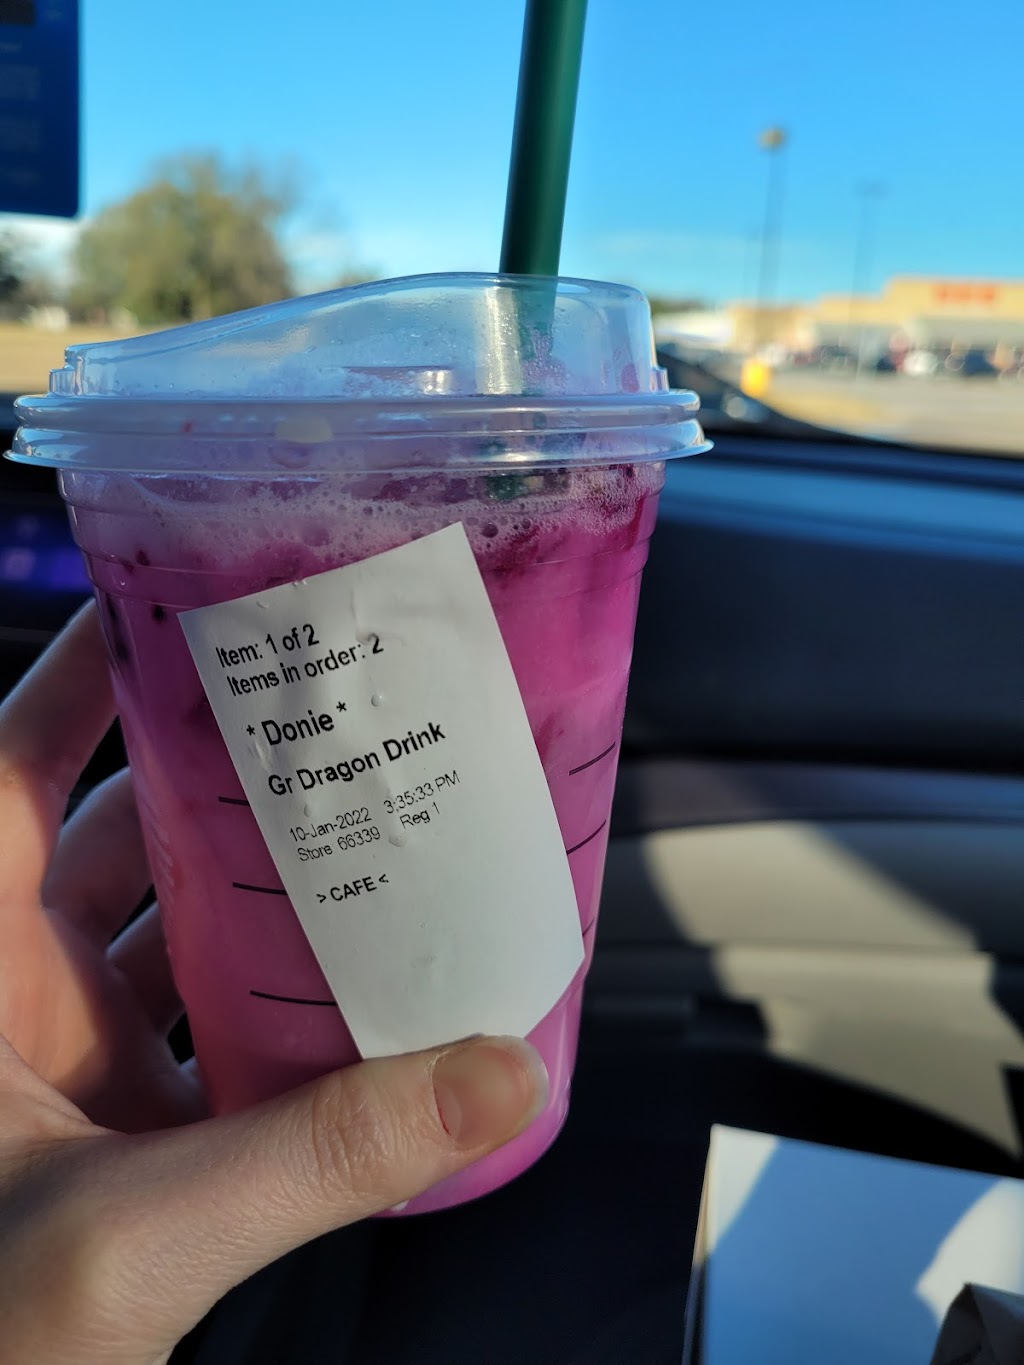 Item: 1 of 2
Items in order: 2
* Donie *
Gr Dragon Drink
10-Jan-2022 3:35:33 PM
Store 66339 Reg 1
> CAFE <